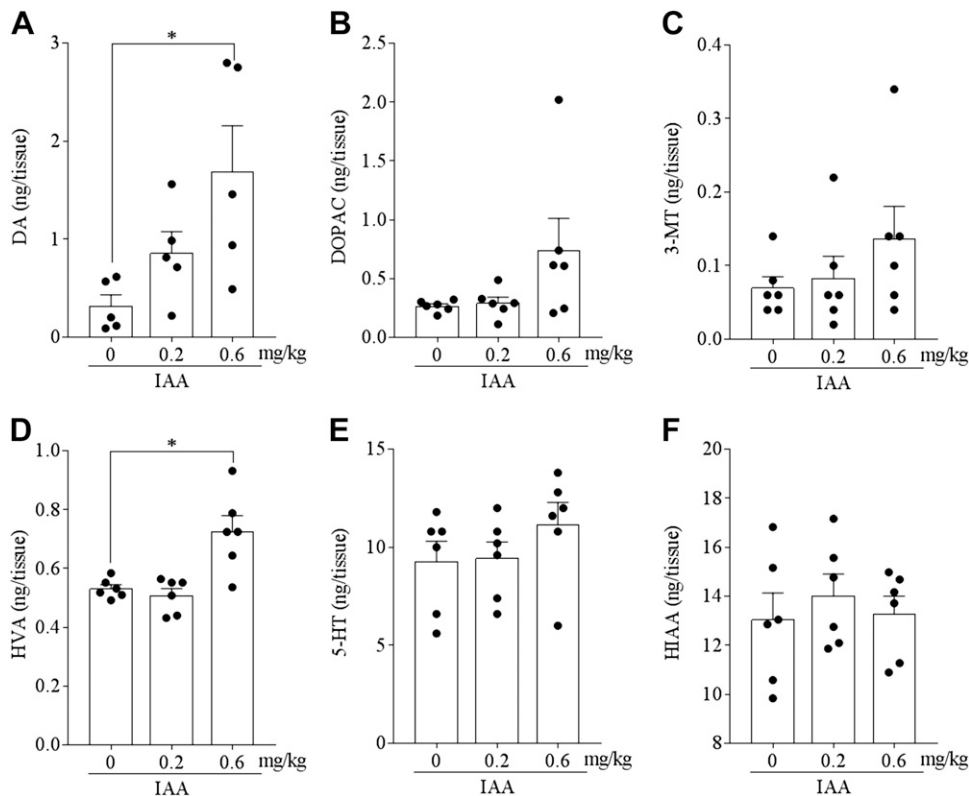 A
DA (ng/tissue)
3
2
1
0
*
0 0.2 0.6 mg/kg
IAA
B
DOPAC (ng/tissue)
2.5
2.0
1.5
1.0
0.5
0.0
0 0.2 0.6 mg/kg
IAA
C
3-MT (ng/tissue)
0.4
0.3
0.2
0.1
0.0
0 0.2 0.6 mg/kg
IAA
D
HVA (ng/tissue)
1.0
0.8
0.6
0.4
0.2
0.0
*
0 0.2 0.6 mg/kg
IAA
E
5-HT (ng/tissue)
15
10
5
0
0 0.2 0.6 mg/kg
IAA
F
HIAA (ng/tissue)
20
18
16
14
12
10
8
0 0.2 0.6 mg/kg
IAA